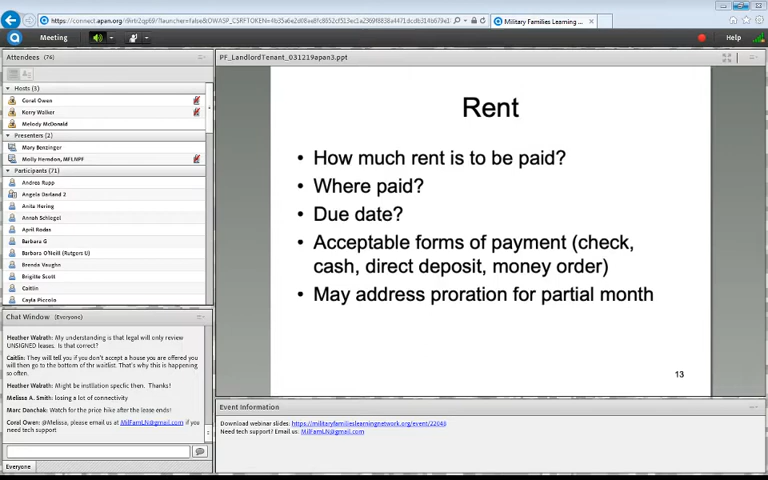 Military Families Learning ...
Meeting
Help
Attendees (74)
PF_LandlordTenant_031219apan3.ppt
Hosts (3)
Coral Owen
Kerry Walker
Melody McDonald
Presenters (2)
Mary Benzinger
Molly Herndon, MFLNPF
Participants (71)
Andrea Rupp
Angela Dorland 2
Anita Hering
Annah Schlegel
April Rodas
Barbara G
Barbara O'Neill (Rutgers U)
Brenda Vaughn
Brigitte Scott
Caitlin
Cayla Piccolo
Rent
• How much rent is to be paid?
• Where paid?
• Due date?
• Acceptable forms of payment (check,
cash, direct deposit, money order)
• May address proration for partial month
13
Chat Window (Everyone)
Heather Walrath: My understanding is that legal will only review
UNSIGNED leases. Is that correct?
Caitlin: They will tell you if you don't accept a house you are offered you
will then go to the bottom of the waitlist. That's why this is happening
so often.
Heather Walrath: Might be instllation specific then. Thanks!
Melissa A. Smith: losing a lot of connectivity
Marc Danchok: Watch for the price hike after the lease ends!
Coral Owen: @Melissa, please email us at MilFamLN@gmail.com if you
need tech support
Everyone
Event Information
Download webinar slides: https://militaryfamilieslearningnetwork.org/event/22048
Need tech support? Email us: MilFamLN@gmail.com